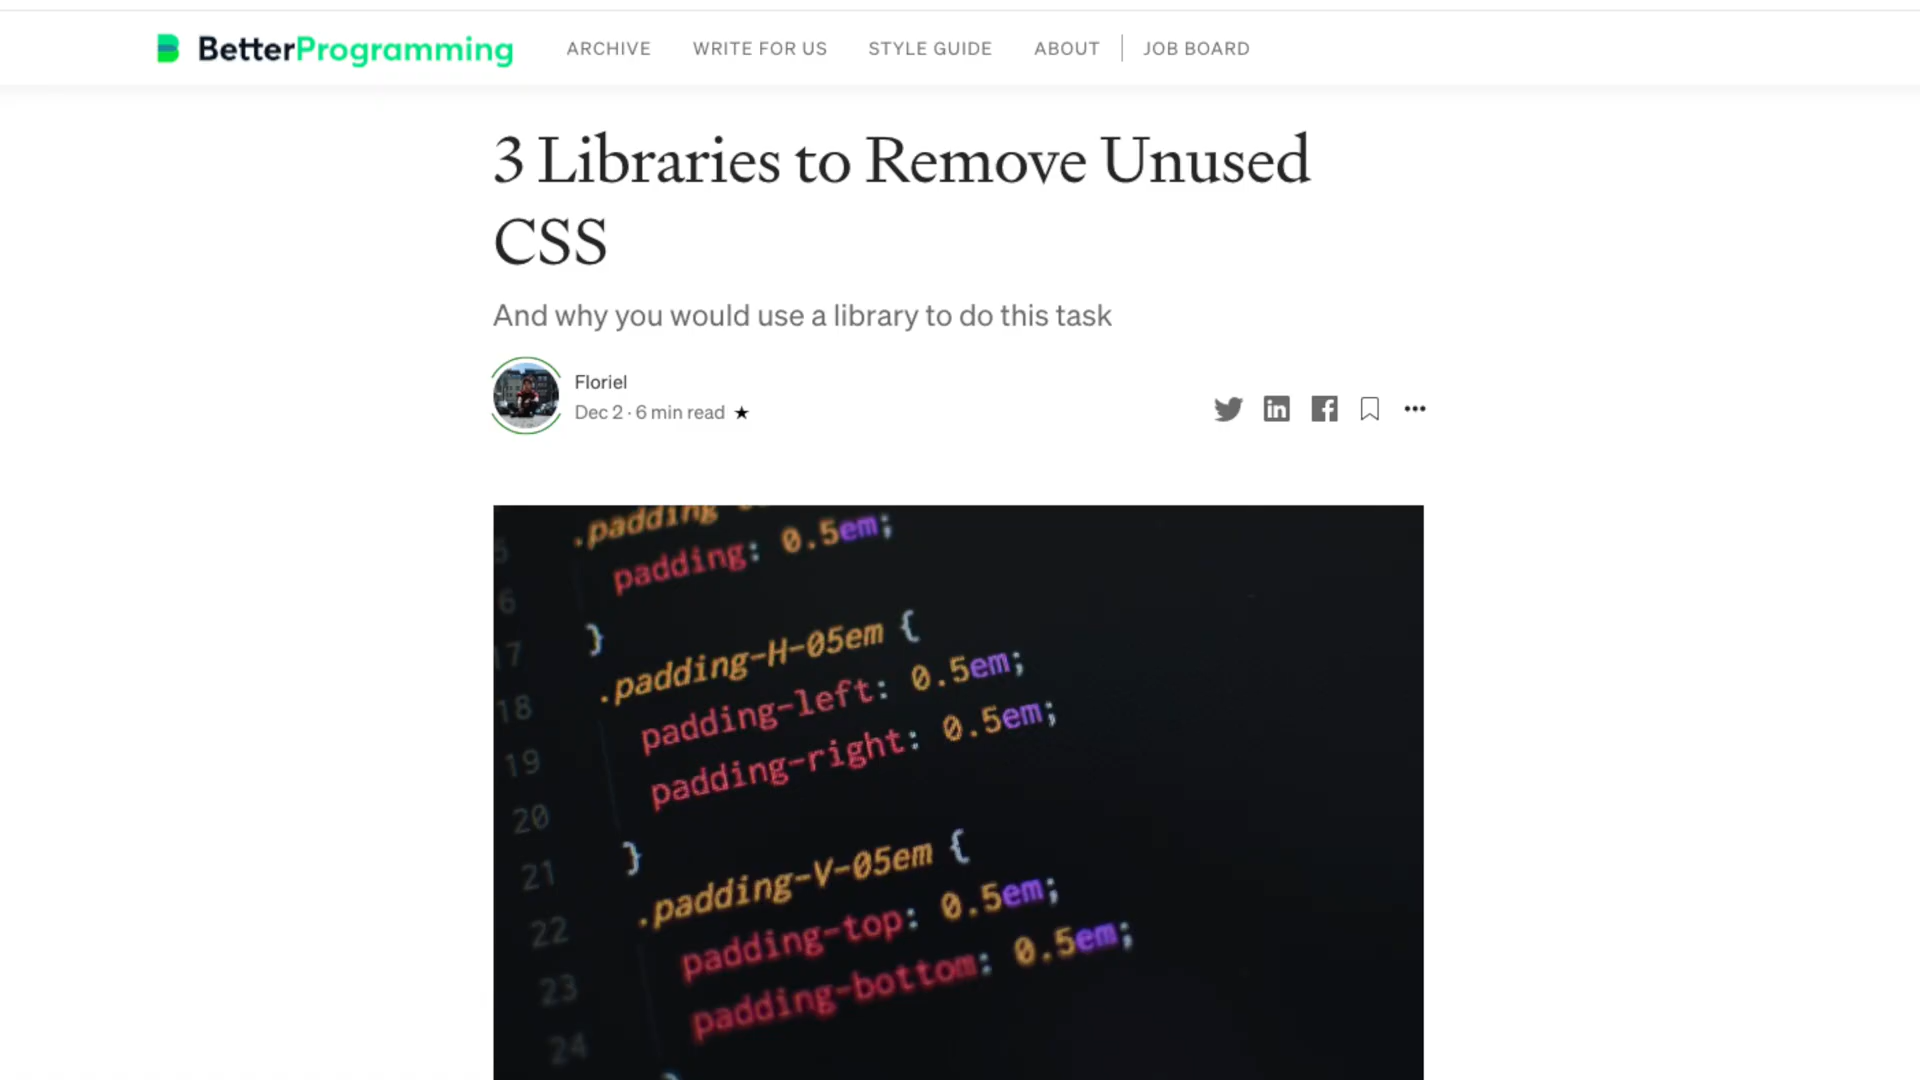 BetterProgramming ARCHIVE WRITE FOR US STYLE GUIDE ABOUT JOB BOARD
3 Libraries to Remove Unused
CSS
And why you would use a library to do this task
Floriel
Dec 2 · 6 min read ★
.padding
padding: 0.5em;
6 }
17 .padding-H-05em {
18 padding-left: 0.5em;
19 padding-right: 0.5em;
20 }
21 .padding-V-05em {
22 padding-top: 0.5em;
23 padding-bottom: 0.5em;
24